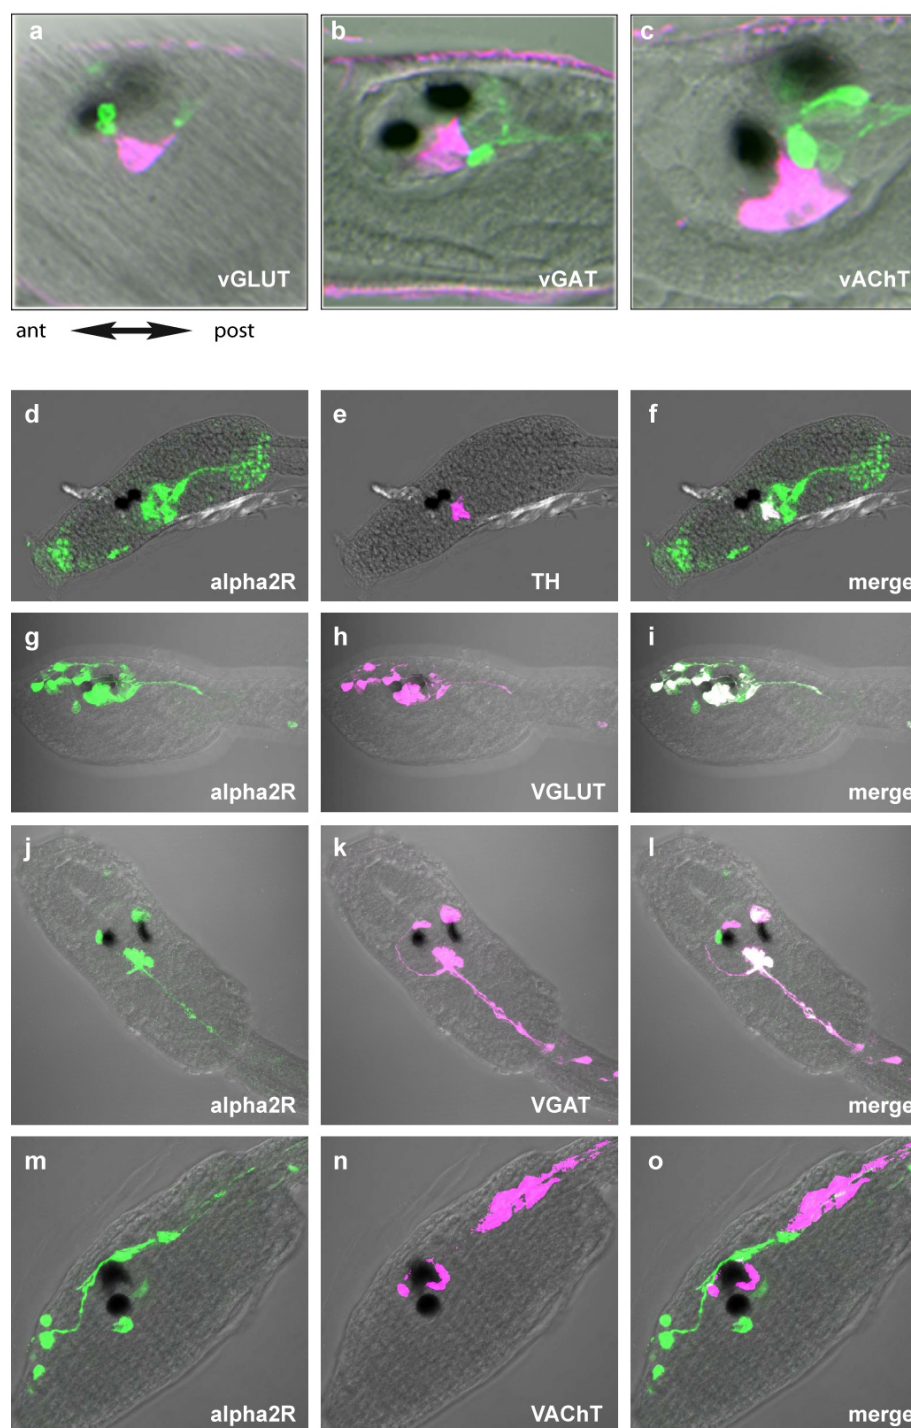 a b c
vGLUT vGAT vAChT
ant post
d e f
alpha2R TH merge
g h i
alpha2R VGLUT merge
j k l
alpha2R VGAT merge
m n o
alpha2R VAChT merge